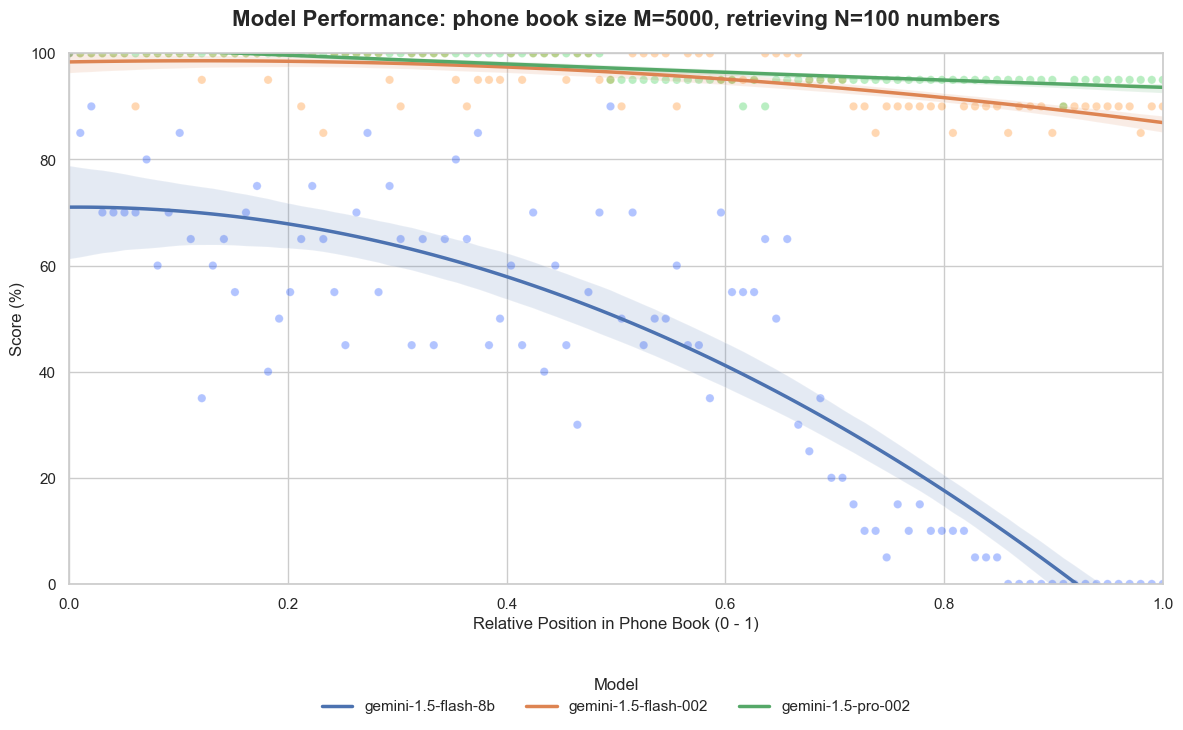 Model Performance: phone book size M=5000, retrieving N=100 numbers
100
80
60
40
20
0
Score (%)
0.0 0.2 0.4 0.6 0.8 1.0
Relative Position in Phone Book (0 - 1)
Model
gemini-1.5-flash-8b gemini-1.5-flash-002 gemini-1.5-pro-002